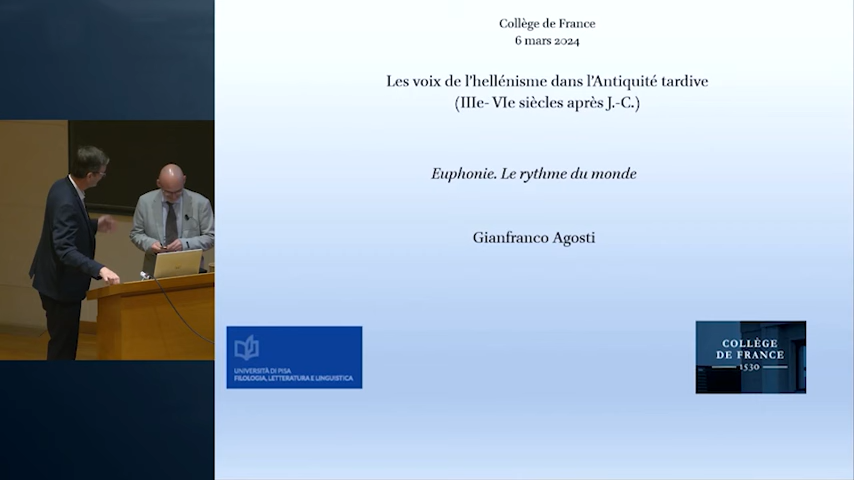 Collège de France
6 mars 2024
Les voix de l'hellénisme dans l'Antiquité tardive
(IIIe- VIe siècles après J.-C.)
Euphonie. Le rythme du monde
Gianfranco Agosti
UNIVERSITÀ DI PISA
FILOLOGIA, LETTERATURA E LINGUISTICA
COLLÈGE
DE FRANCE
1530